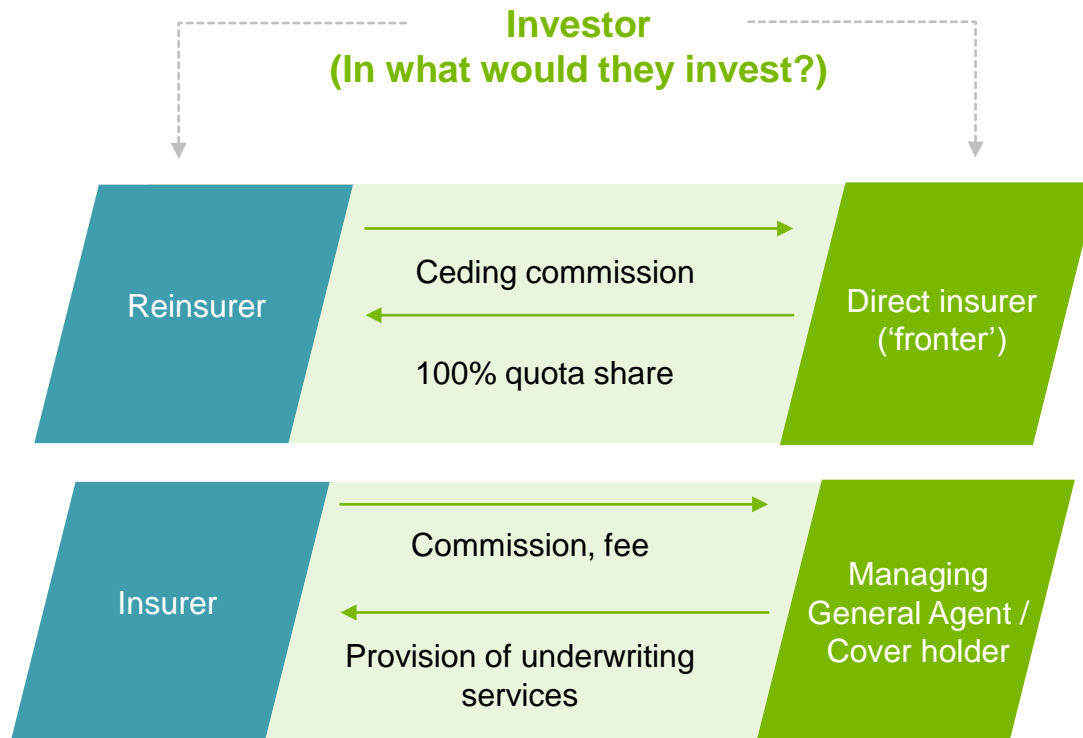 Investor
(In what would they invest?)
Reinsurer
Ceding commission
100% quota share
Direct insurer
(‘fronter’)
Insurer
Commission, fee
Provision of underwriting
services
Managing
General Agent /
Cover holder